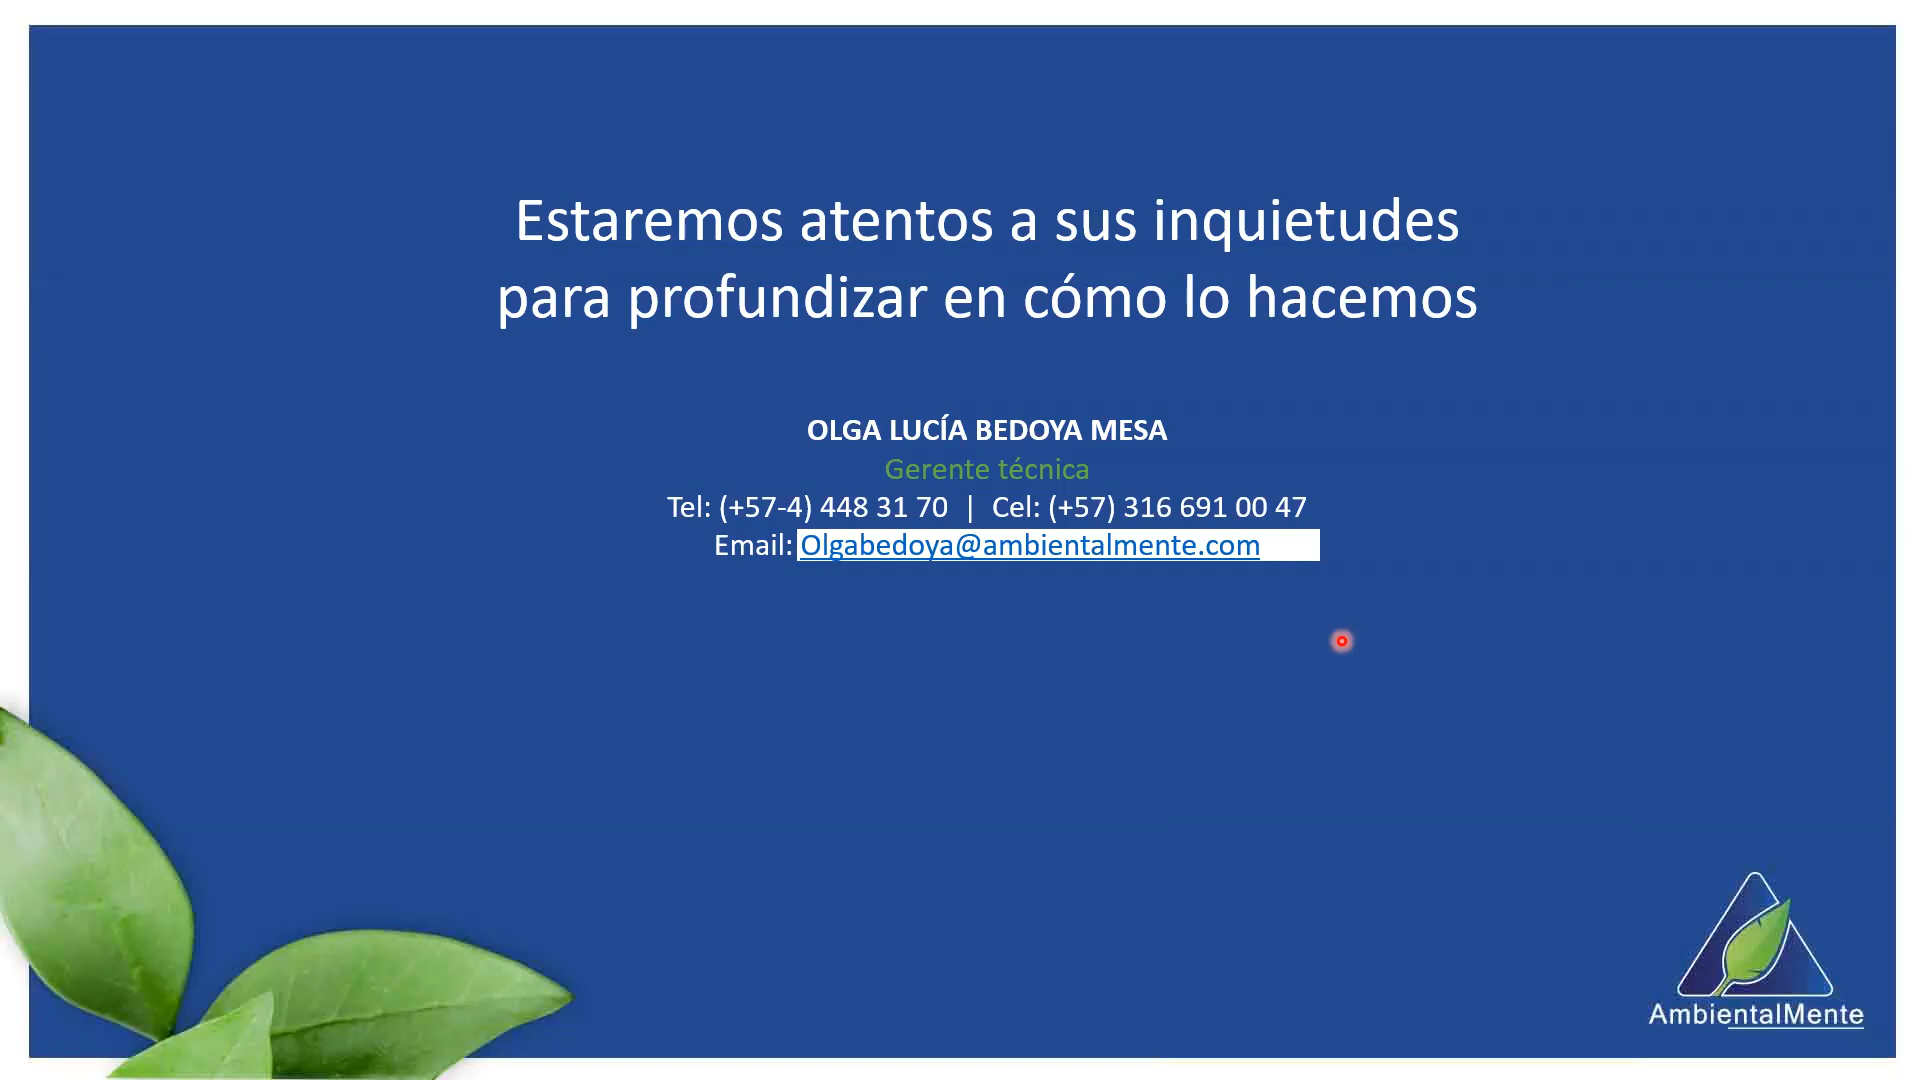 Estaremos atentos a sus inquietudes
para profundizar en cómo lo hacemos
OLGA LUCÍA BEDOYA MESA
Gerente técnica
Tel: (+57-4) 448 31 70 | Cel: (+57) 316 691 00 47
Email: Olgabedoya@ambientalmente.com
AmbientalMente